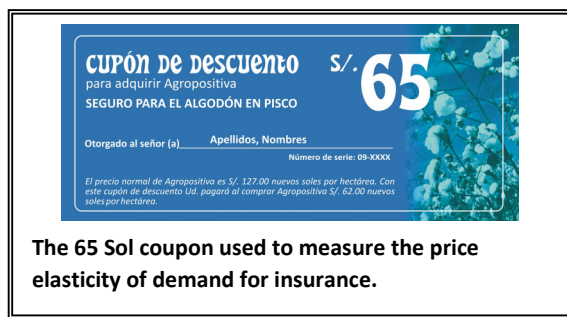 CUPÓN DE DESCUENTO
S/. 65
para adquirir Agropositiva
SEGURO PARA EL ALGODÓN EN PISCO
Otorgado al señor (a) Apellidos, Nombres
Número de serie: 09-XXXX
El precio normal de Agropositiva es S/. 127.00 nuevos soles por hectárea. Con
este cupón de descuento Ud. pagará al comprar Agropositiva S/. 62.00 nuevos
soles por hectárea.
The 65 Sol coupon used to measure the price
elasticity of demand for insurance.